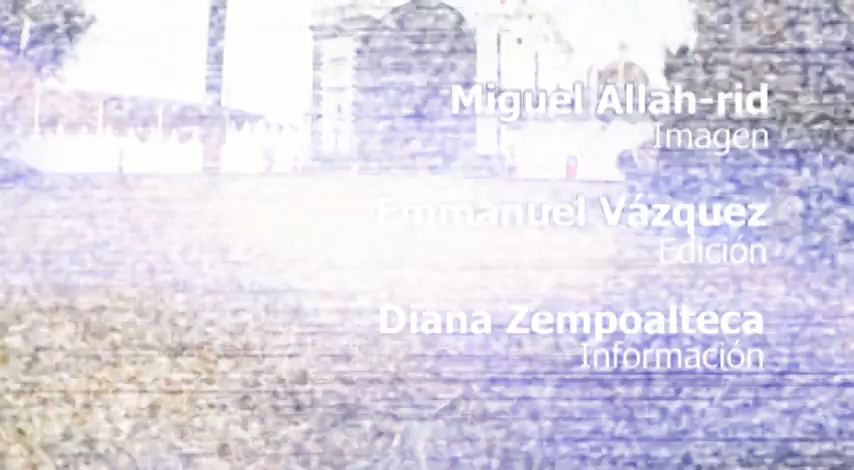 Miguel Allah-rid
Imagen
Emmanuel Vázquez
Edición
Diana Zempoalteca
Información